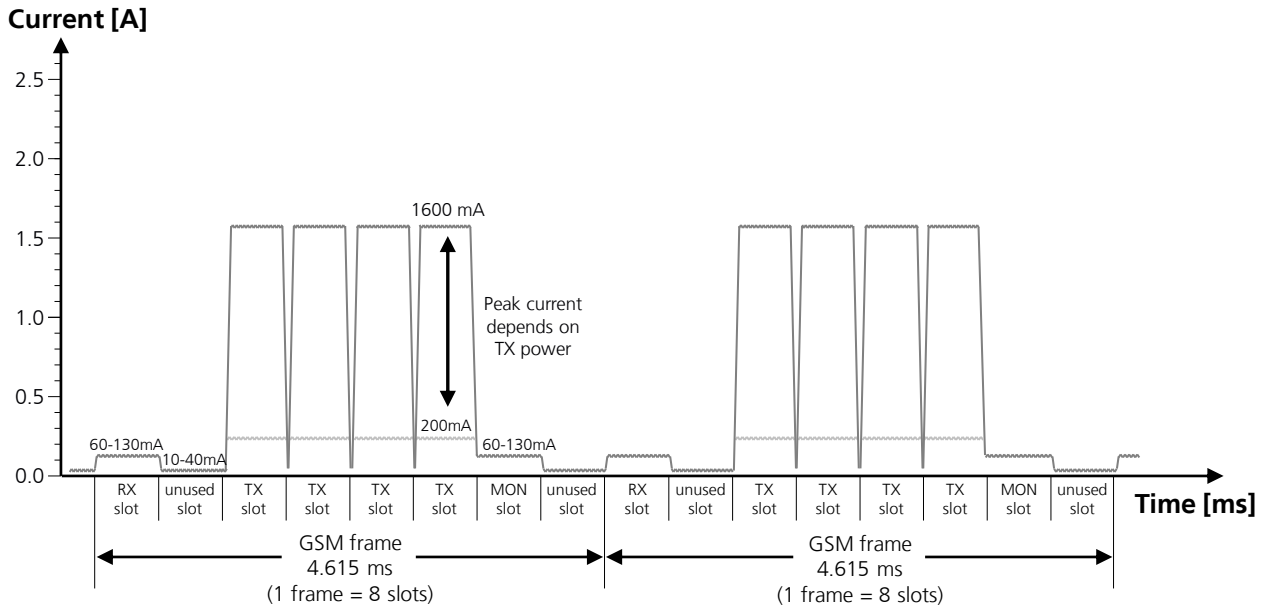 Current [A]
2.5
2.0
1.5
1.0
0.5
0.0
1600 mA
Peak current
depends on
TX power
200mA
60-130mA
10-40mA
60-130mA
RX
slot
unused
slot
TX
slot
TX
slot
TX
slot
TX
slot
MON
slot
unused
slot
RX
slot
unused
slot
TX
slot
TX
slot
TX
slot
TX
slot
MON
slot
unused
slot
Time [ms]
GSM frame
4.615 ms
(1 frame = 8 slots)
GSM frame
4.615 ms
(1 frame = 8 slots)